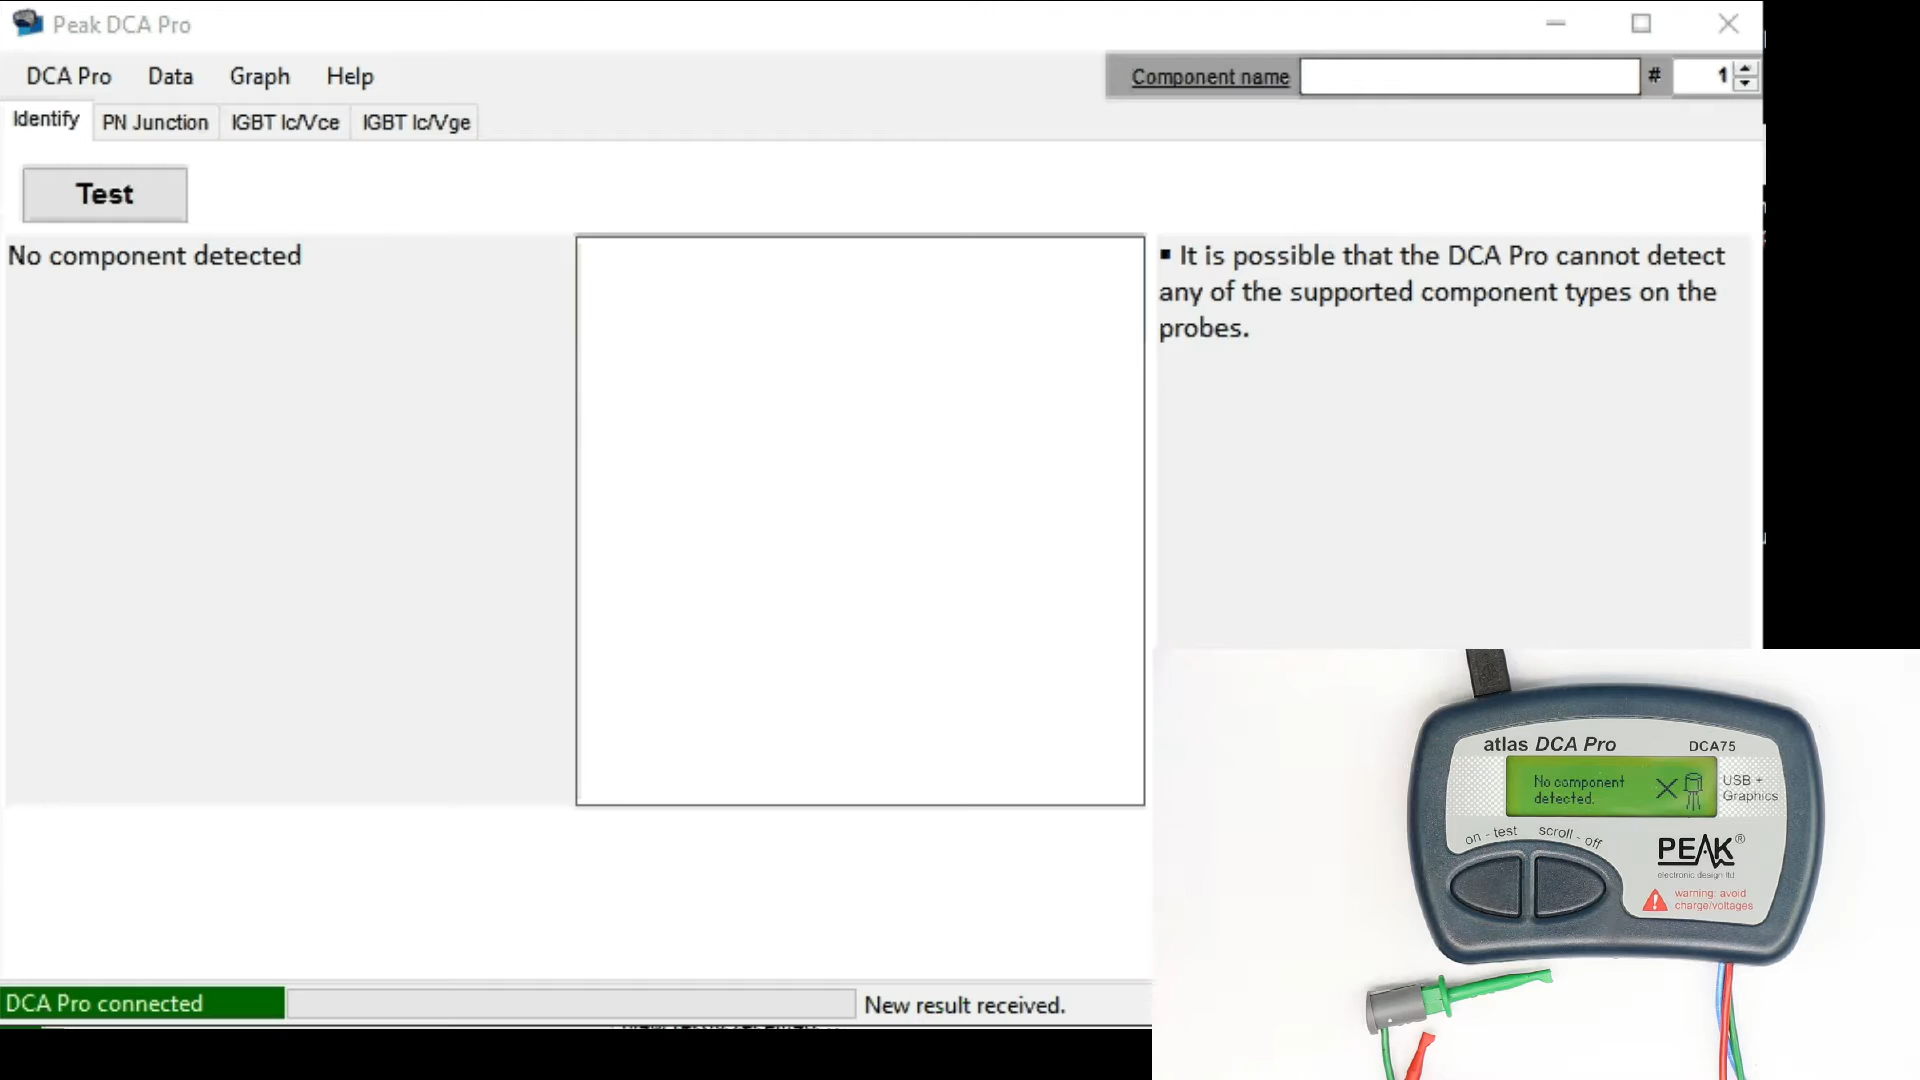 Peak DCA Pro
DCA Pro Data Graph Help
Component name # 1
Identify PN Junction IGBT Ic/Vce IGBT Ic/Vge
Test
No component detected
▪ It is possible that the DCA Pro cannot detect
any of the supported component types on the
probes.
atlas DCA Pro DCA75
No component
detected.
USB +
Graphics
on - test scroll - off
PEAK®
electronic design ltd
warning: avoid
charge/voltages
DCA Pro connected
New result received.